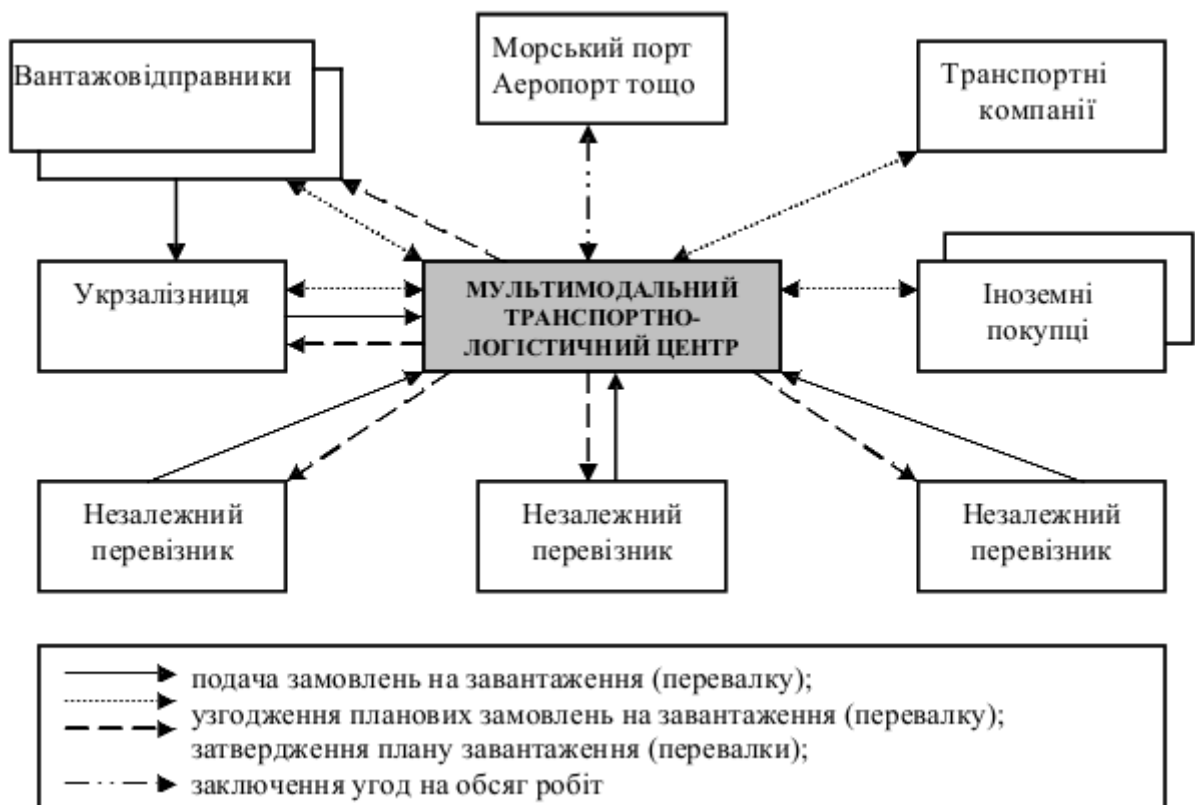 Вантажовідправники
Морський порт
Аеропорт тощо
Транспортні
компанії
Укрзалізниця
МУЛЬТИМОДАЛЬНИЙ
ТРАНСПОРТНО-
ЛОГІСТИЧНИЙ ЦЕНТР
Іноземні
покупці
Незалежний
перевізник
Незалежний
перевізник
Незалежний
перевізник
подача замовлень на завантаження (перевалку);
узгодження планових замовлень на завантаження (перевалку);
затвердження плану завантаження (перевалки);
заключення угод на обсяг робіт